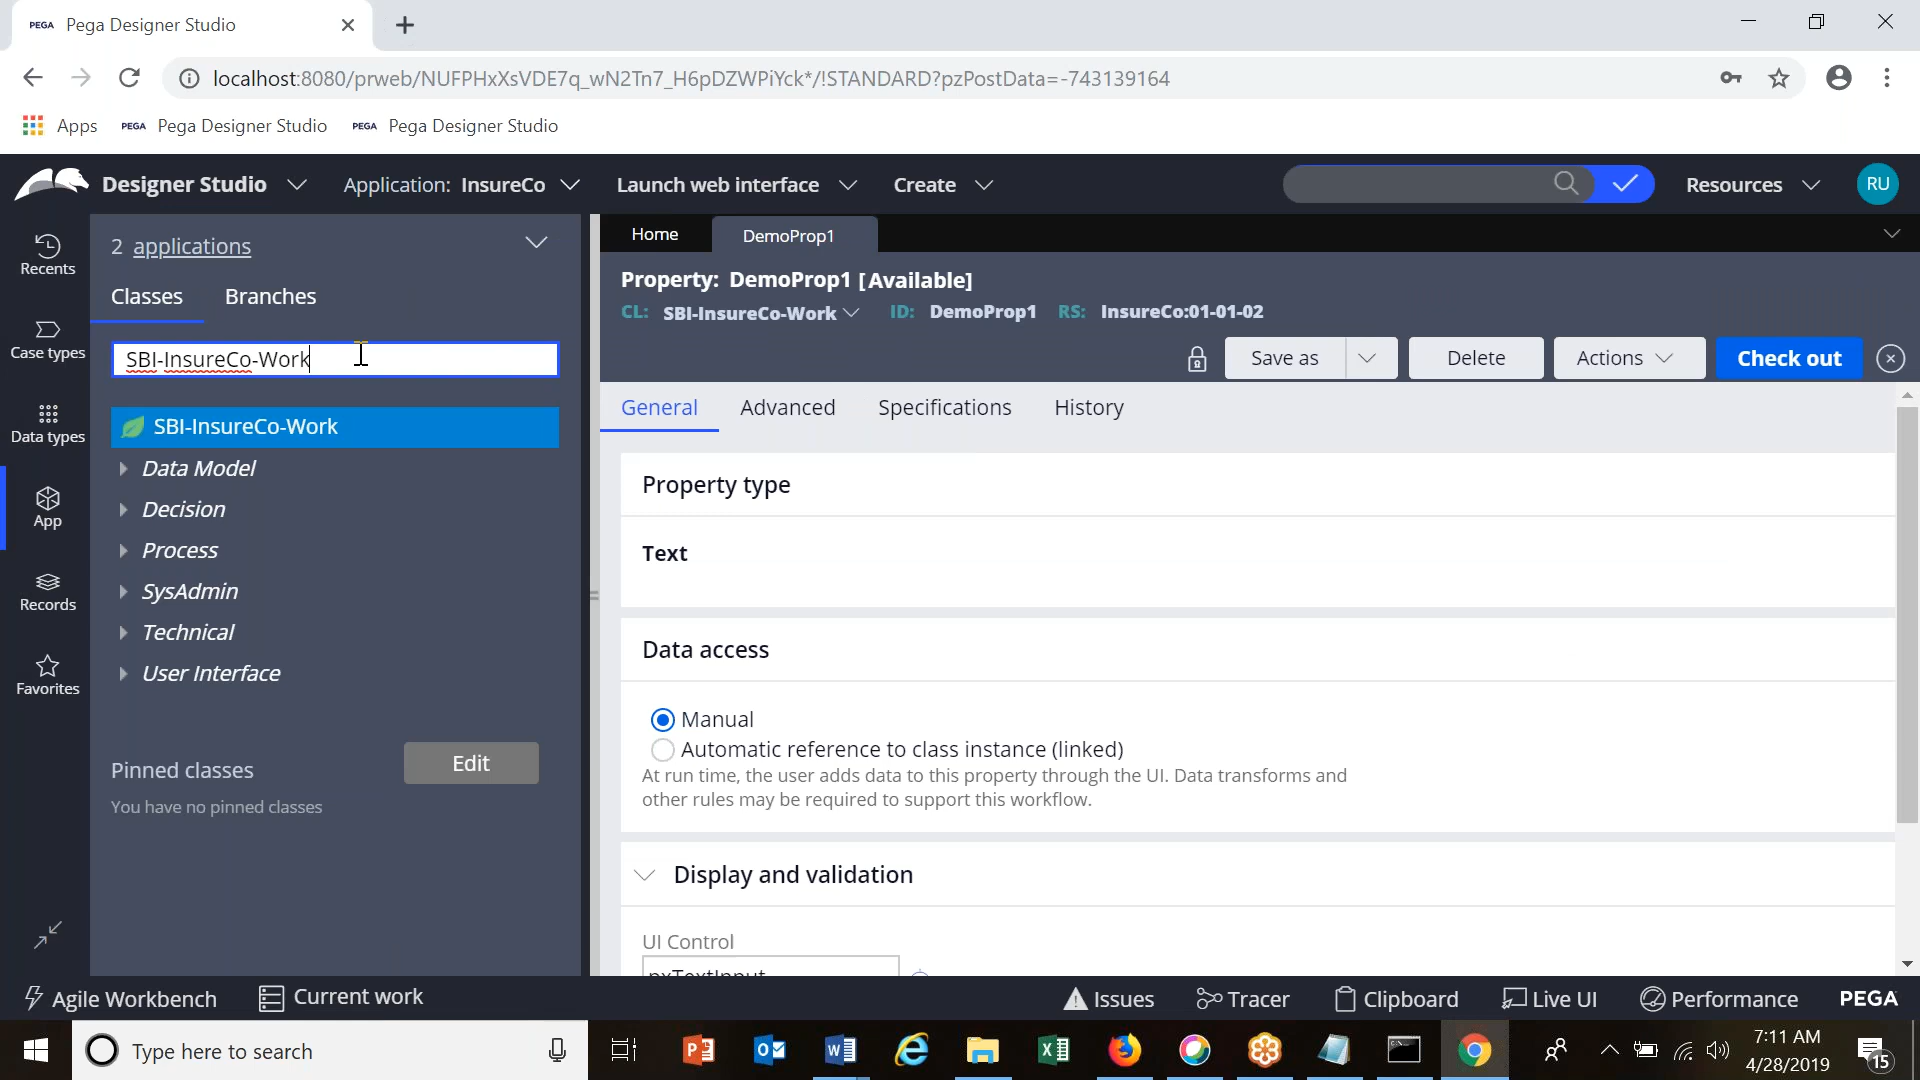 PEGA Pega Designer Studio
localhost:8080/prweb/NUFPHxXsVDE7q_wN2Tn7_H6pDZWPiYck*/!STANDARD?pzPostData=-743139164
Apps PEGA Pega Designer Studio PEGA Pega Designer Studio
Designer Studio Application: InsureCo Launch web interface Create Resources RU
Recents
Case types
Data types
App
Records
Favorites
2 applications
Classes Branches
SBI-InsureCo-Work
SBI-InsureCo-Work
Data Model
Decision
Process
SysAdmin
Technical
User Interface
Pinned classes Edit
You have no pinned classes
Home DemoProp1
Property: DemoProp1 [Available]
CL: SBI-InsureCo-Work ID: DemoProp1 RS: InsureCo:01-01-02
Save as Delete Actions Check out
General Advanced Specifications History
Property type
Text
Data access
Manual
Automatic reference to class instance (linked)
At run time, the user adds data to this property through the UI. Data transforms and
other rules may be required to support this workflow.
Display and validation
UI Control
pxTextInput
Agile Workbench Current work Issues Tracer Clipboard Live UI Performance PEGA
Type here to search
7:11 AM
4/28/2019
15